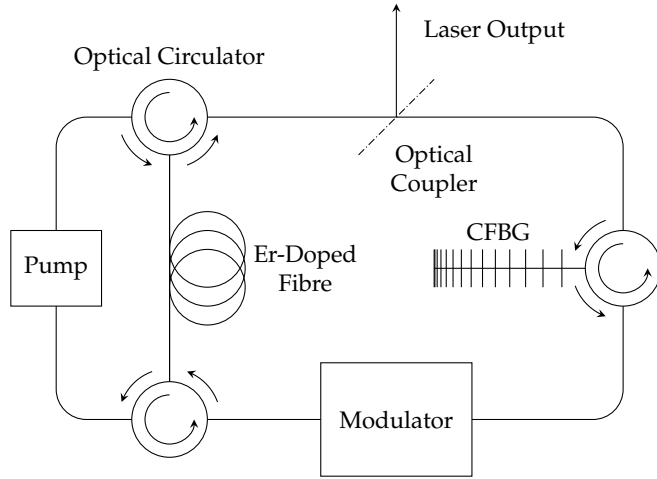 Laser Output
Optical Circulator
Optical
Coupler
CFBG
Pump
Er-Doped
Fibre
Modulator